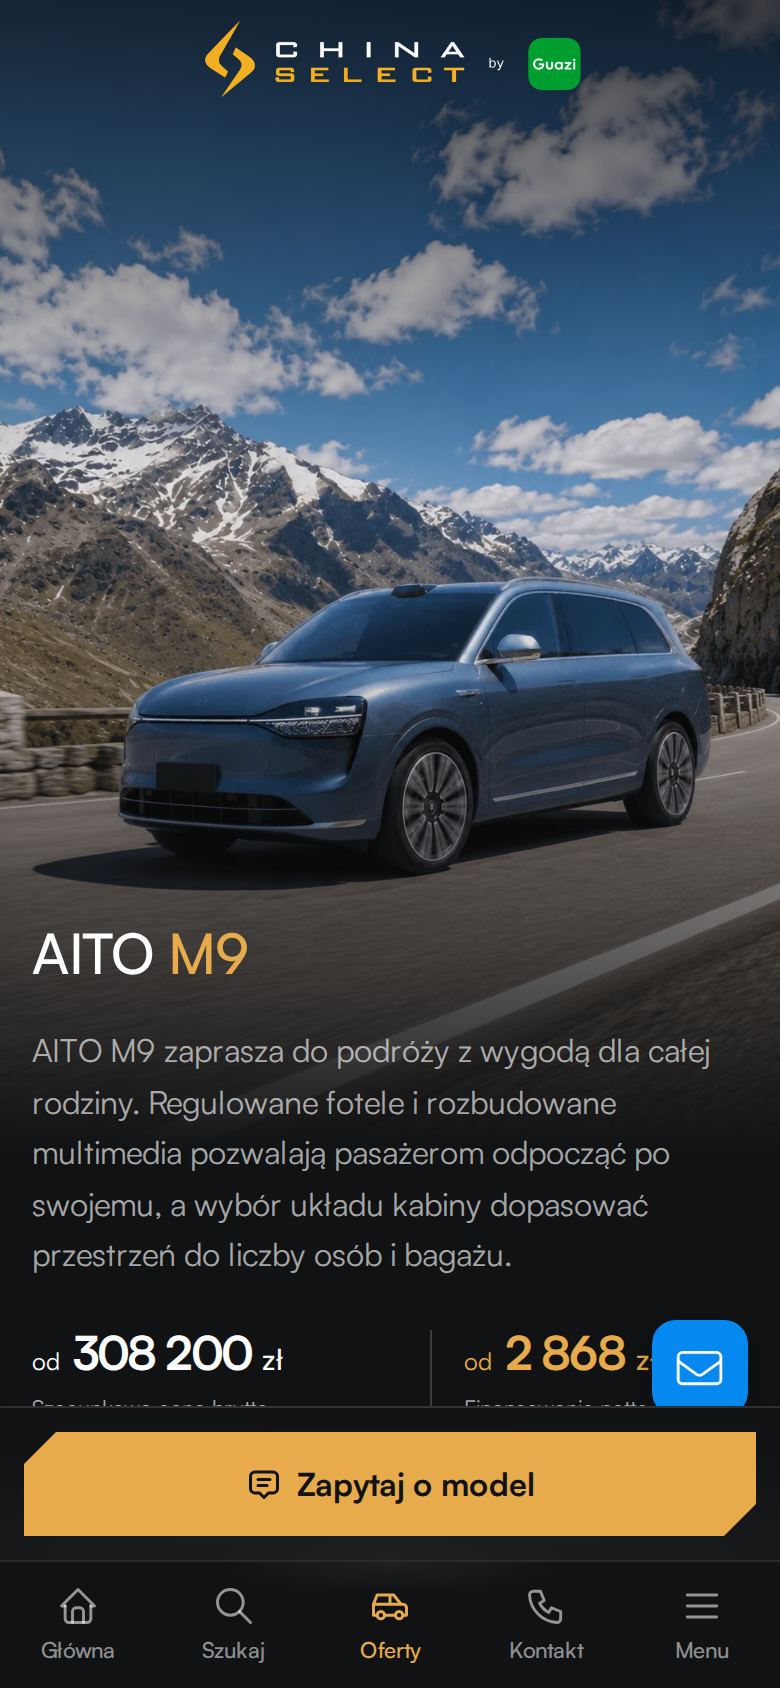 CHINA
SELECT
by
Guazi
AITO M9
AITO M9 zaprasza do podróży z wygodą dla całej
rodziny. Regulowane fotele i rozbudowane
multimedia pozwalają pasażerom odpocząć po
swojemu, a wybór układu kabiny dopasować
przestrzeń do liczby osób i bagażu.
od 308 200 zł
od 2 868
Zapytaj o model
Główna
Szukaj
Oferty
Kontakt
Menu